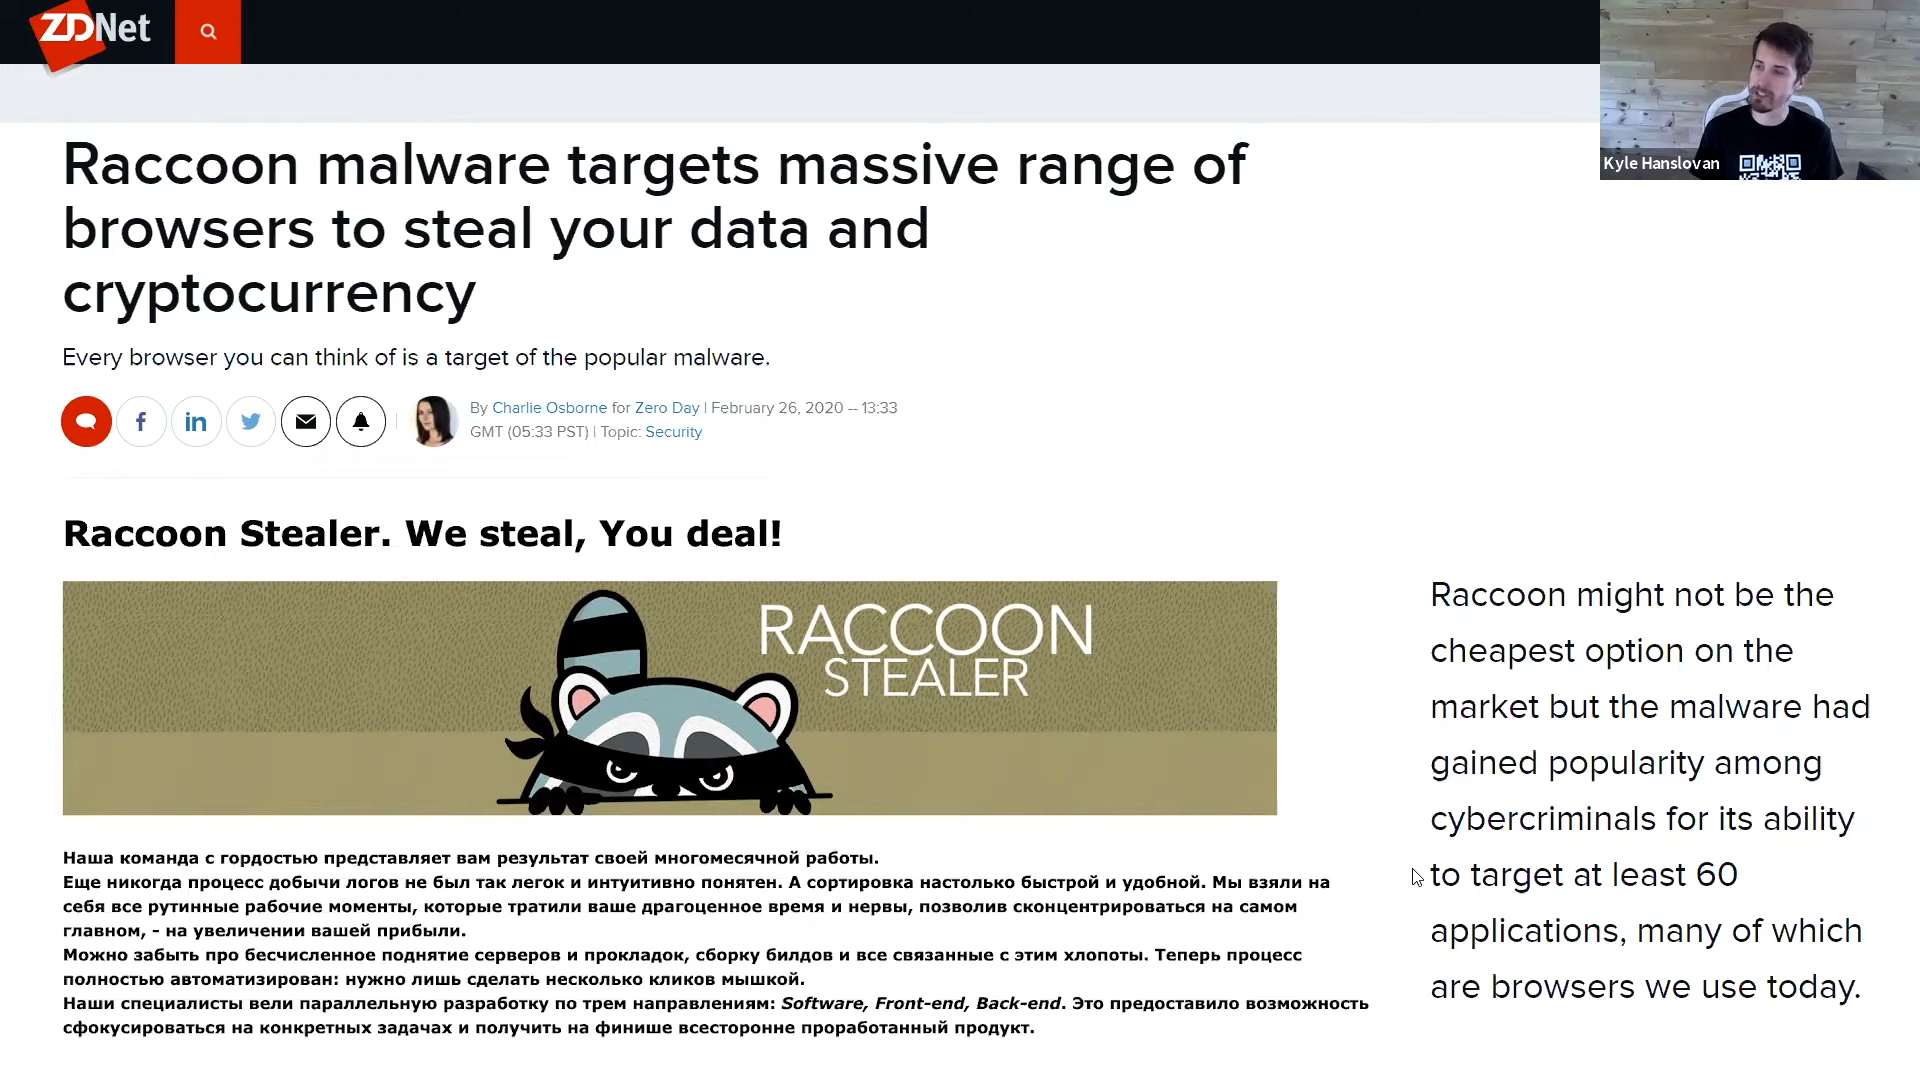 ZDNet
Kyle Hanslovan
Raccoon malware targets massive range of
browsers to steal your data and
cryptocurrency
Every browser you can think of is a target of the popular malware.
By Charlie Osborne for Zero Day | February 26, 2020 -- 13:33
GMT (05:33 PST) | Topic: Security
Raccoon Stealer. We steal, You deal!
RACCOON
STEALER
Наша команда с гордостью представляет вам результат своей многомесячной работы.
Еще никогда процесс добычи логов не был так легок и интуитивно понятен. А сортировка настолько быстрой и удобной. Мы взяли на
себя все рутинные рабочие моменты, которые тратили ваше драгоценное время и нервы, позволив сконцентрироваться на самом
главном, - на увеличении вашей прибыли.
Можно забыть про бесчисленное поднятие серверов и прокладок, сборку билдов и все связанные с этим хлопоты. Теперь процесс
полностью автоматизирован: нужно лишь сделать несколько кликов мышкой.
Наши специалисты вели параллельную разработку по трем направлениям: Software, Front-end, Back-end. Это предоставило возможность
сфокусироваться на конкретных задачах и получить на финише всесторонне проработанный продукт.
Raccoon might not be the
cheapest option on the
market but the malware had
gained popularity among
cybercriminals for its ability
to target at least 60
applications, many of which
are browsers we use today.